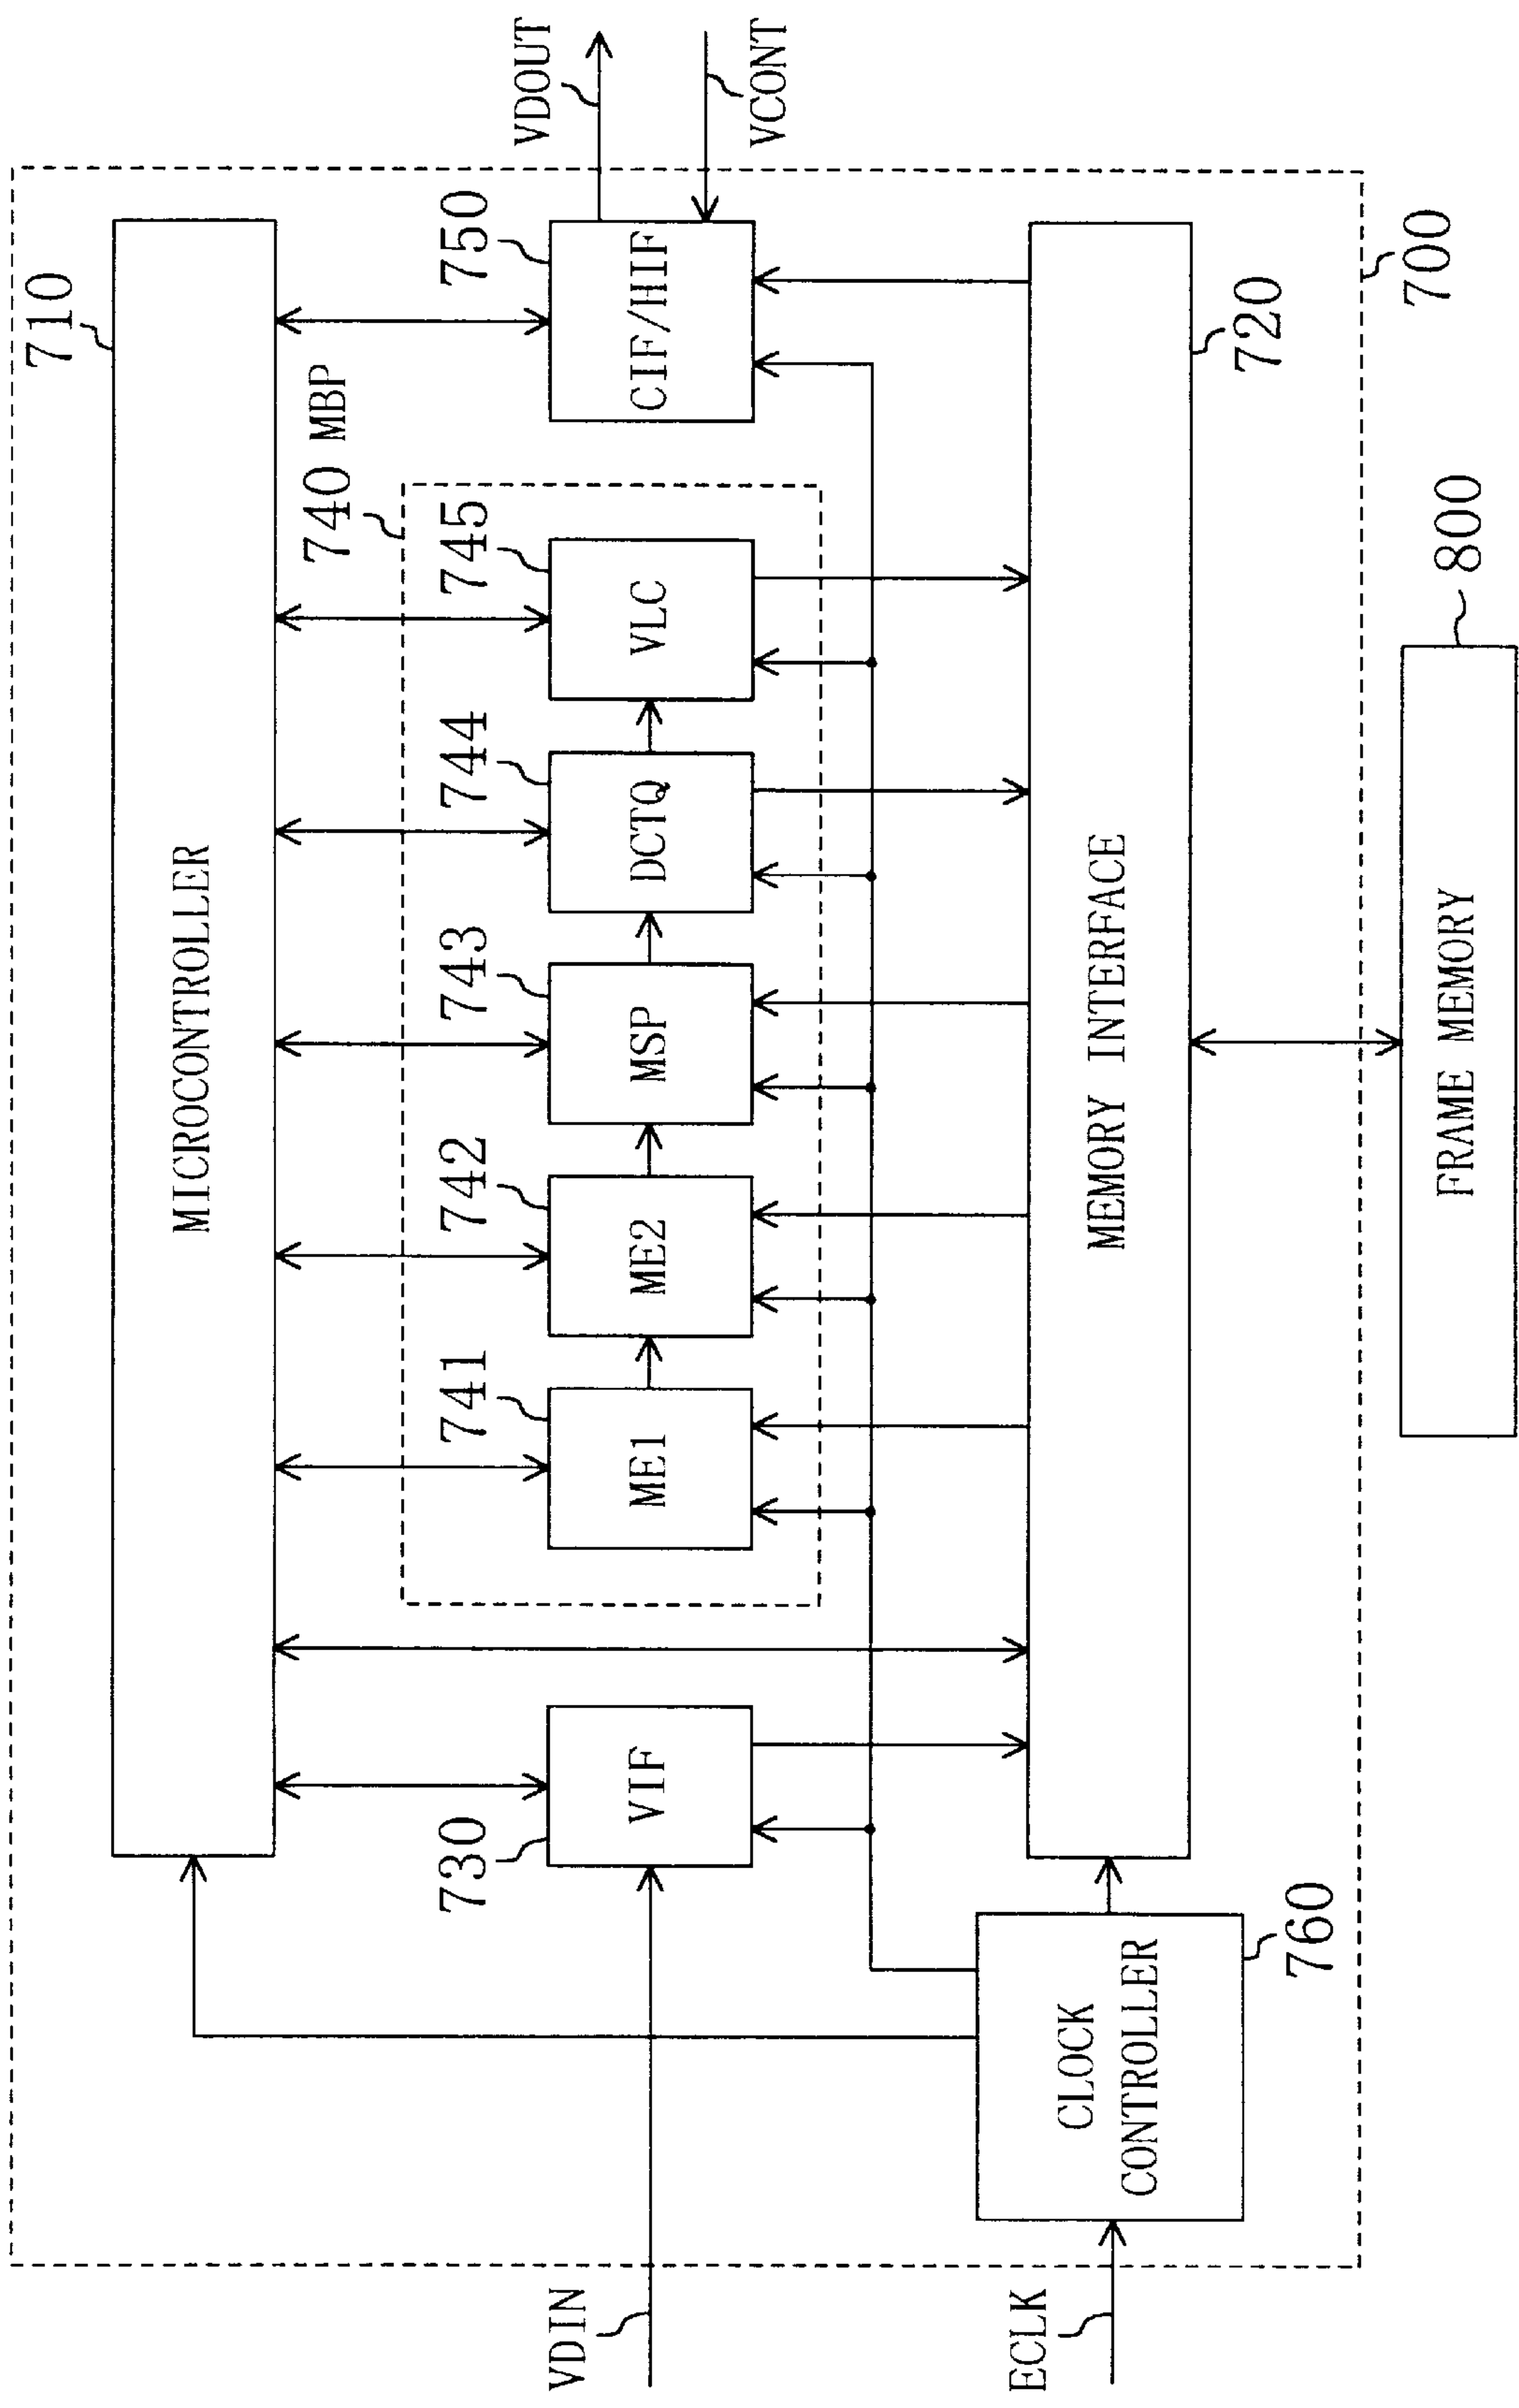 710
MICROCONTROLLER
740 MBP
730
741
742
743
744
745
750
VDIN
VIF
ME1
ME2
MSP
DCTQ
VLC
CIF/HIF
VDOUT
VCONT
ECLK
CLOCK
CONTROLLER
760
MEMORY INTERFACE
720
700
FRAME MEMORY
800